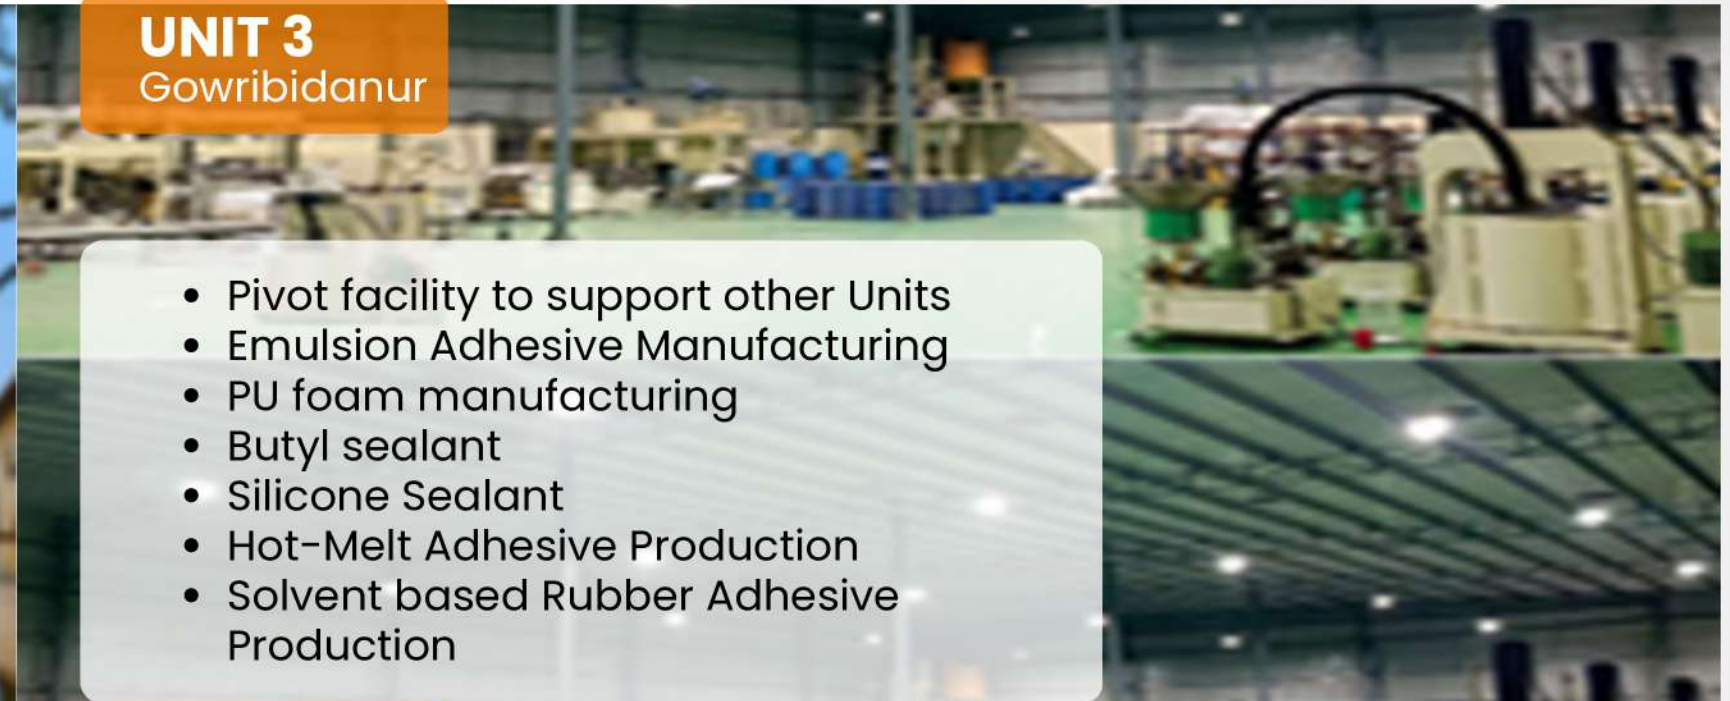 UNIT 3
Gowribidanur
• Pivot facility to support other Units
• Emulsion Adhesive Manufacturing
• PU foam manufacturing
• Butyl sealant
• Silicone Sealant
• Hot-Melt Adhesive Production
• Solvent based Rubber Adhesive
Production